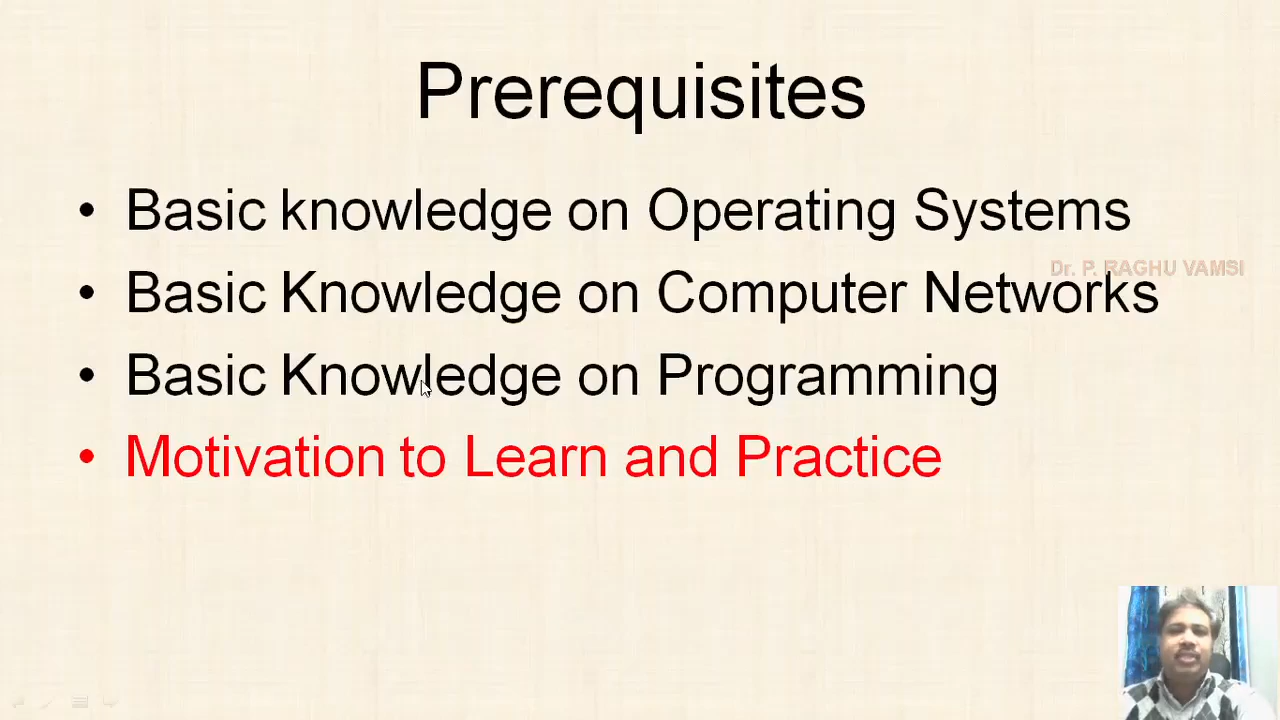 Prerequisites
• Basic knowledge on Operating Systems
Dr. P. RAGHU VAMSI
• Basic Knowledge on Computer Networks
• Basic Knowledge on Programming
• Motivation to Learn and Practice